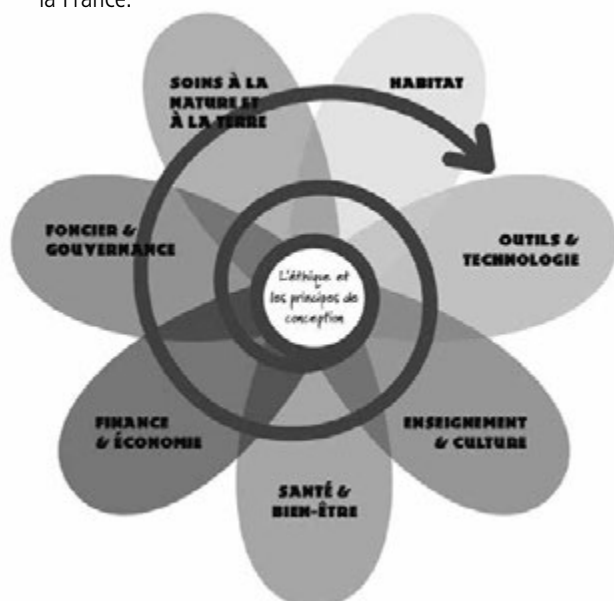 la France.
SOINS À LA
NATURE ET
À LA TERRE
HABITAT
OUTILS &
TECHNOLOGIE
ENSEIGNEMENT
& CULTURE
SANTÉ &
BIEN-ÊTRE
FINANCE
& ÉCONOMIE
FONCIER &
GOUVERNANCE
L'éthique et
les principes de
conception